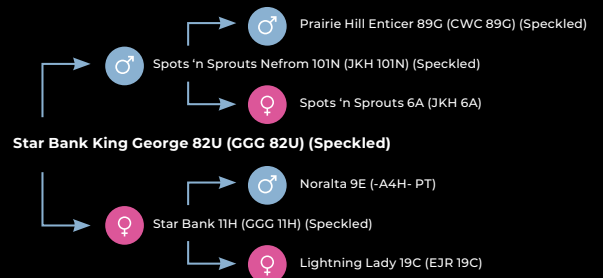 Prairie Hill Enticer 89G (CWC 89G) (Speckled)
Spots ‘n Sprouts Nefrom 101N (JKH 101N) (Speckled)
Spots ‘n Sprouts 6A (JKH 6A)
Star Bank King George 82U (GGG 82U) (Speckled)
Noralta 9E (-A4H- PT)
Star Bank 11H (GGG 11H) (Speckled)
Lightning Lady 19C (EJR 19C)